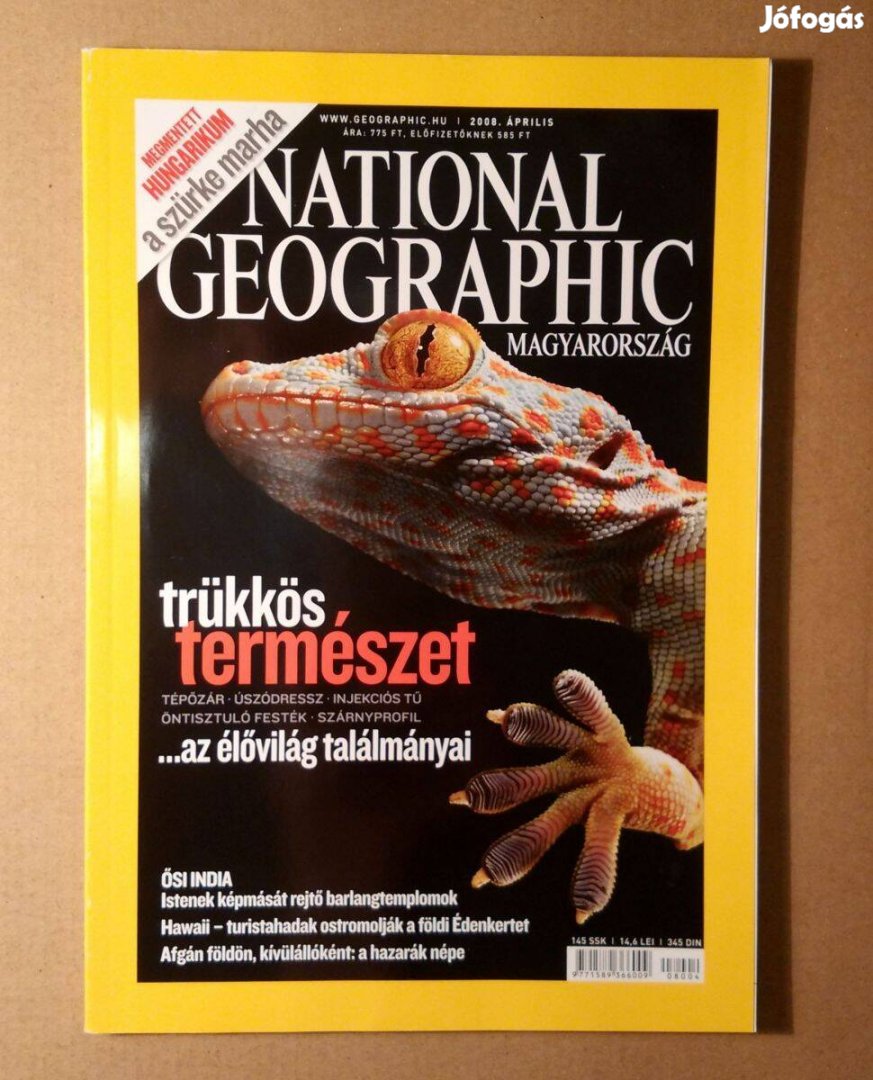 Jófogás
MEGMENTETT
HUNGARIKUM
a szürke marha
WWW.GEOGRAPHIC.HU | 2008. ÁPRILIS
ÁRA: 775 FT, ELŐFIZETŐKNEK 585 FT
NATIONAL
GEOGRAPHIC
MAGYARORSZÁG
trükkös
természet
TÉPŐZÁR · ÚSZÓDRESSZ · INJEKCIÓS TŰ
ÖNTISZTULÓ FESTÉK · SZÁRNYPROFIL
...az élővilág találmányai
ŐSI INDIA
Istenek képmását rejtő barlangtemplomok
Hawaii – turistahadak ostromolják a földi Édenkertet
Afgán földön, kívülállóként: a hazarák népe
145 SSK | 14,6 LEI | 345 DIN
9771589366009 08004